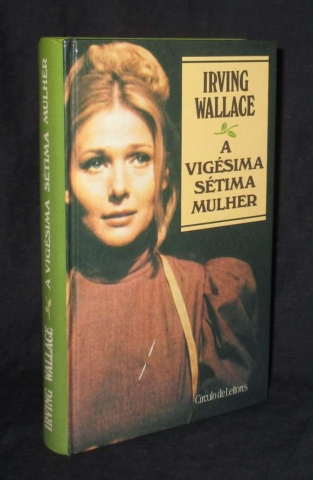 IRVING WALLACE A VIGÉSIMA SÉTIMA MULHER
IRVING
WALLACE
A
VIGÉSIMA
SÉTIMA
MULHER
Círculo de Leitores